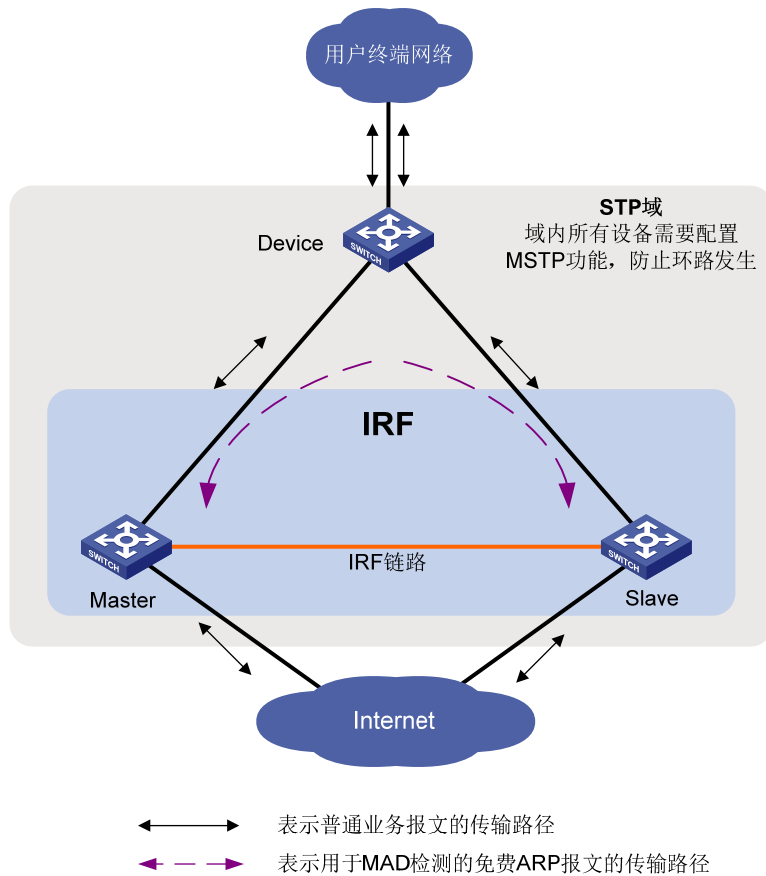 用户终端网络
STP域
域内所有设备需要配置
MSTP功能，防止环路发生
Device
SWITCH
IRF
SWITCH
SWITCH
IRF链路
Master
Slave
Internet
表示普通业务报文的传输路径
表示用于MAD检测的免费ARP报文的传输路径